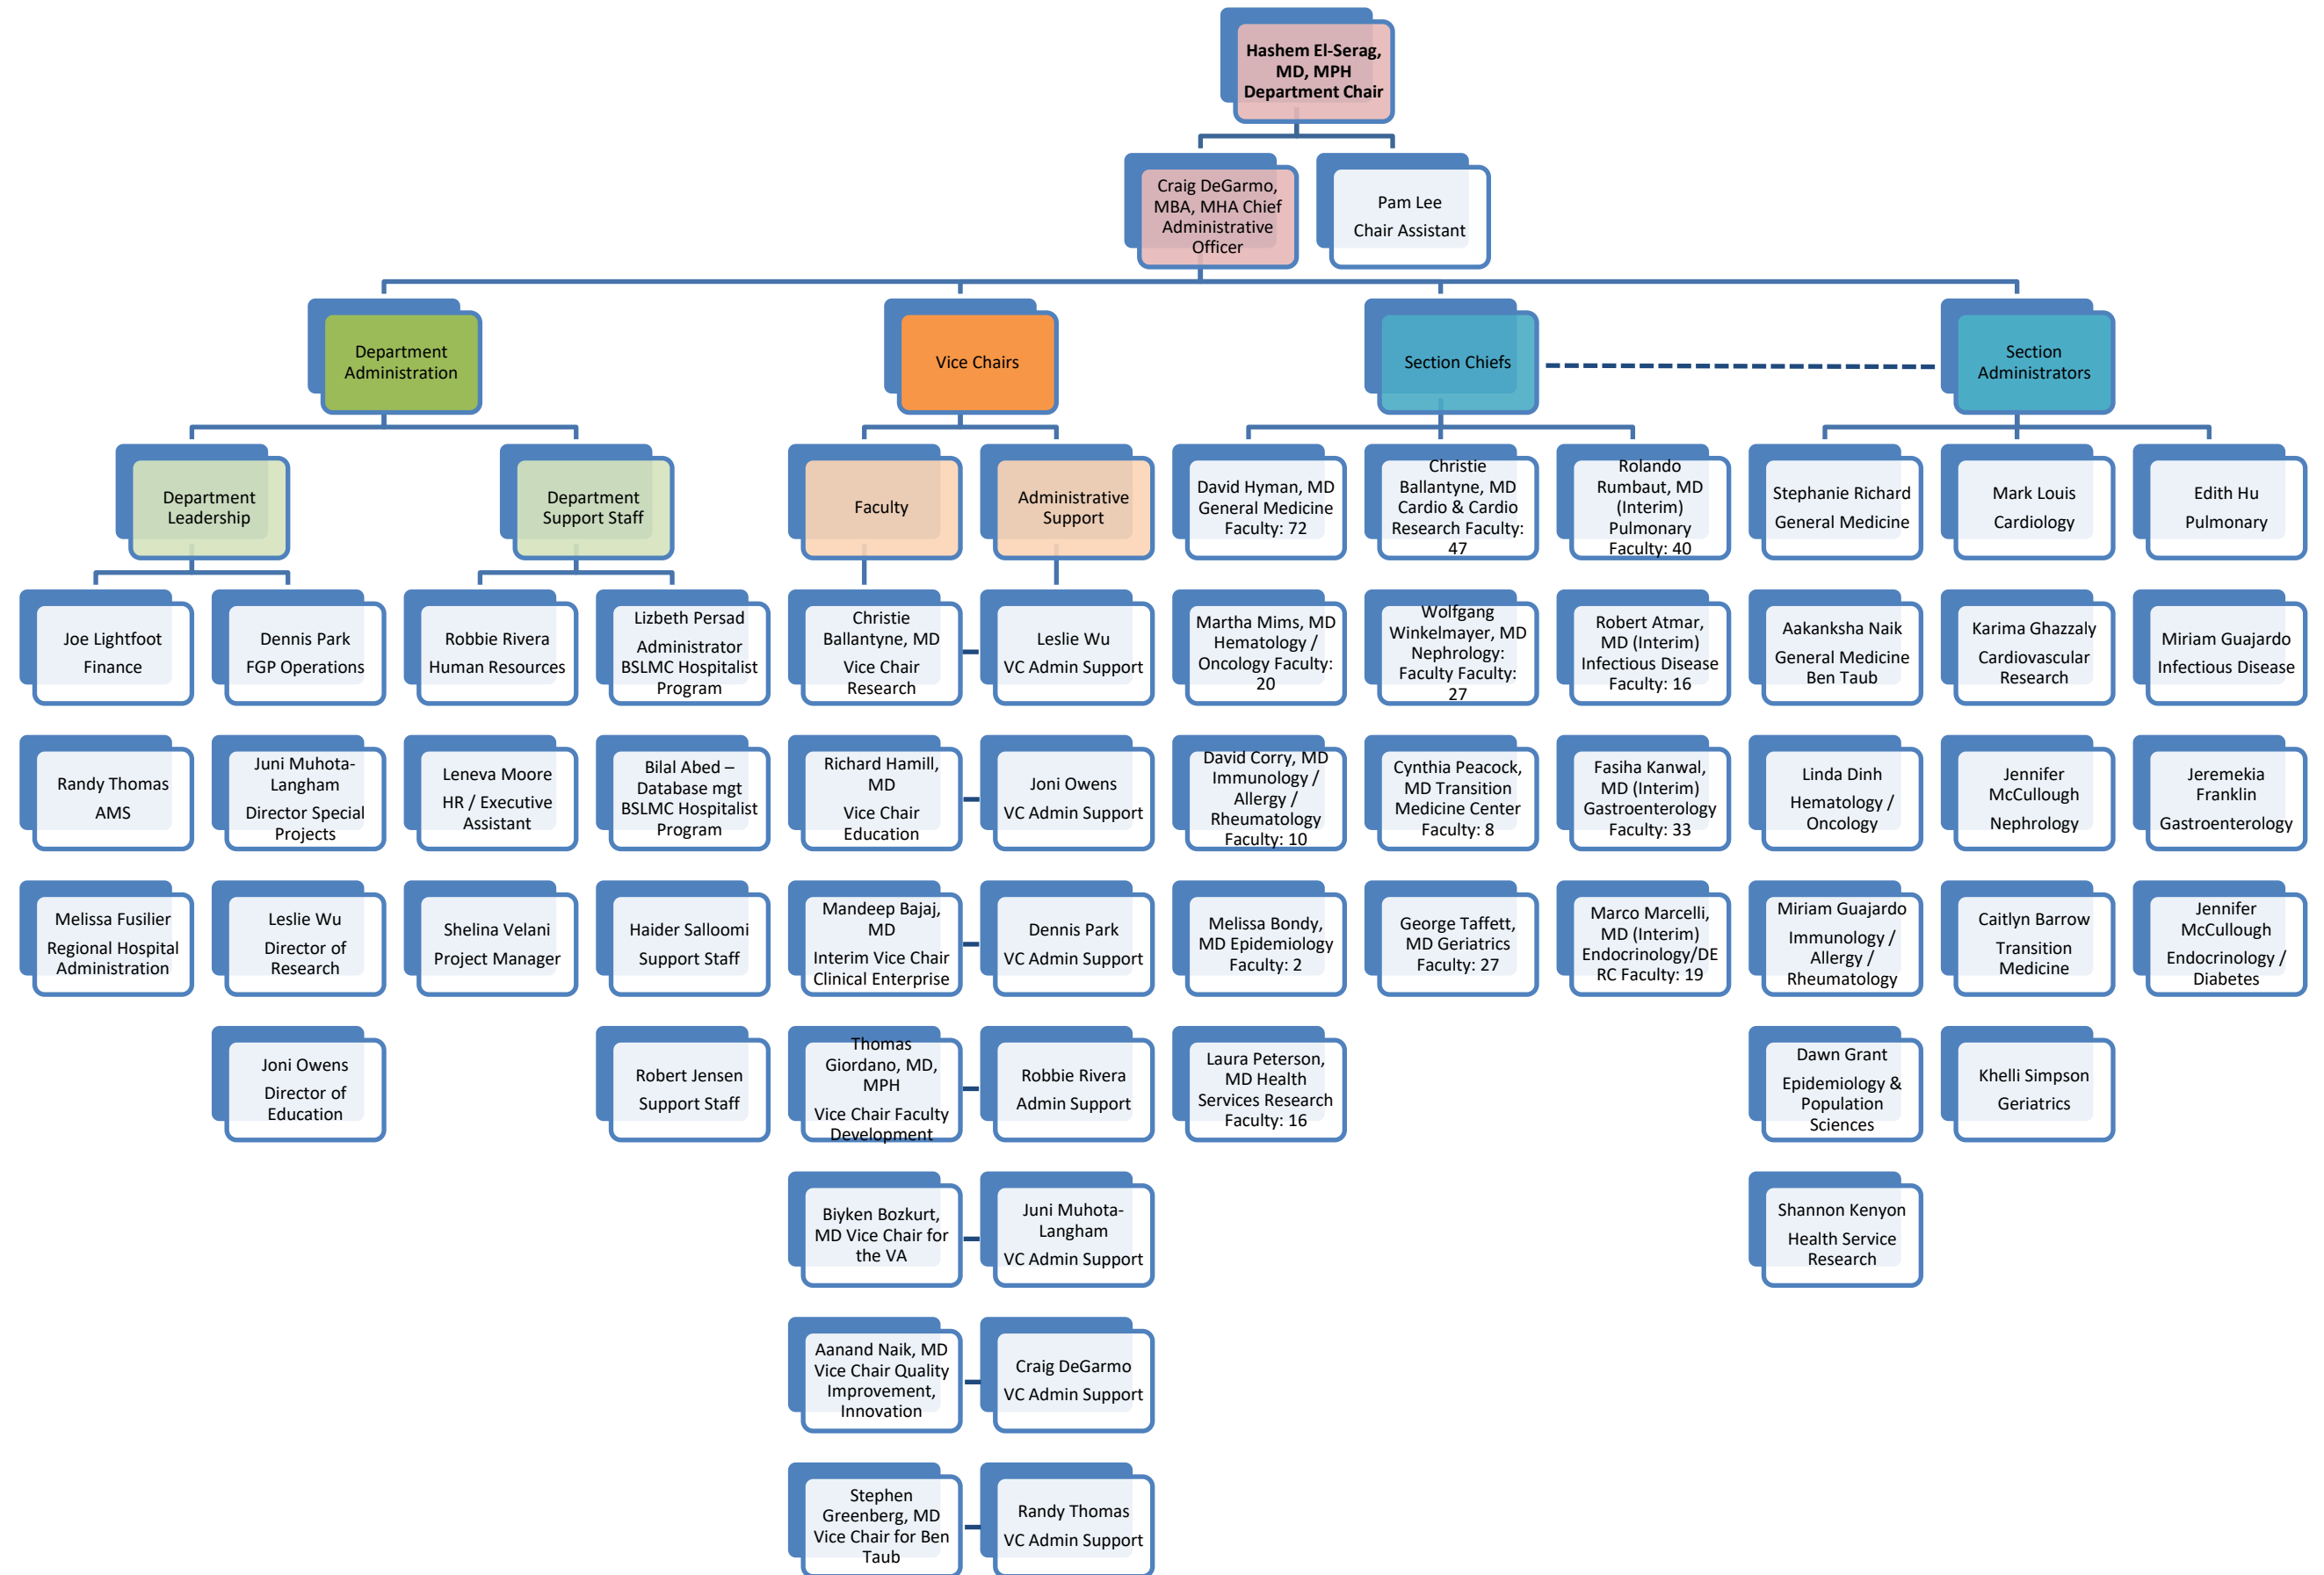 Hashem El-Serag,
MD, MPH
Department Chair
Craig DeGarmo,
MBA, MHA Chief
Administrative
Officer
Pam Lee
Chair Assistant
Department
Administration
Vice Chairs
Section Chiefs
Section
Administrators
Department
Leadership
Department
Support Staff
Faculty
Administrative
Support
David Hyman, MD
General Medicine
Faculty: 72
Christie
Ballantyne, MD
Cardio & Cardio
Research Faculty:
47
Rolando
Rumbaut, MD
(Interim)
Pulmonary
Faculty: 40
Stephanie Richard
General Medicine
Mark Louis
Cardiology
Edith Hu
Pulmonary
Joe Lightfoot
Finance
Dennis Park
FGP Operations
Robbie Rivera
Human Resources
Lizbeth Persad
Administrator
BSLMC Hospitalist
Program
Christie
Ballantyne, MD
Vice Chair
Research
Leslie Wu
VC Admin Support
Martha Mims, MD
Hematology /
Oncology Faculty:
20
Wolfgang
Winkelmayer, MD
Nephrology:
Faculty Faculty:
27
Robert Atmar,
MD (Interim)
Infectious Disease
Faculty: 16
Aakanksha Naik
General Medicine
Ben Taub
Karima Ghazzaly
Cardiovascular
Research
Miriam Guajardo
Infectious Disease
Randy Thomas
AMS
Juni Muhota-
Langham
Director Special
Projects
Leneva Moore
HR / Executive
Assistant
Bilal Abed –
Database mgt
BSLMC Hospitalist
Program
Richard Hamill,
MD
Vice Chair
Education
Joni Owens
VC Admin Support
David Corry, MD
Immunology /
Allergy /
Rheumatology
Faculty: 10
Cynthia Peacock,
MD Transition
Medicine Center
Faculty: 8
Fasiha Kanwal,
MD (Interim)
Gastroenterology
Faculty: 33
Linda Dinh
Hematology /
Oncology
Jennifer
McCullough
Nephrology
Jeremekia
Franklin
Gastroenterology
Melissa Fusilier
Regional Hospital
Administration
Leslie Wu
Director of
Research
Shelina Velani
Project Manager
Haider Salloomi
Support Staff
Mandeep Bajaj,
MD
Interim Vice Chair
Clinical Enterprise
Dennis Park
VC Admin Support
Melissa Bondy,
MD Epidemiology
Faculty: 2
George Taffett,
MD Geriatrics
Faculty: 27
Marco Marcelli,
MD (Interim)
Endocrinology/DE
RC Faculty: 19
Miriam Guajardo
Immunology /
Allergy /
Rheumatology
Caitlyn Barrow
Transition
Medicine
Jennifer
McCullough
Endocrinology /
Diabetes
Joni Owens
Director of
Education
Robert Jensen
Support Staff
Thomas
Giordano, MD,
MPH
Vice Chair Faculty
Development
Robbie Rivera
Admin Support
Laura Peterson,
MD Health
Services Research
Faculty: 16
Dawn Grant
Epidemiology &
Population
Sciences
Khelli Simpson
Geriatrics
Biyken Bozkurt,
MD Vice Chair for
the VA
Juni Muhota-
Langham
VC Admin Support
Shannon Kenyon
Health Service
Research
Aanand Naik, MD
Vice Chair Quality
Improvement,
Innovation
Craig DeGarmo
VC Admin Support
Stephen
Greenberg, MD
Vice Chair for Ben
Taub
Randy Thomas
VC Admin Support